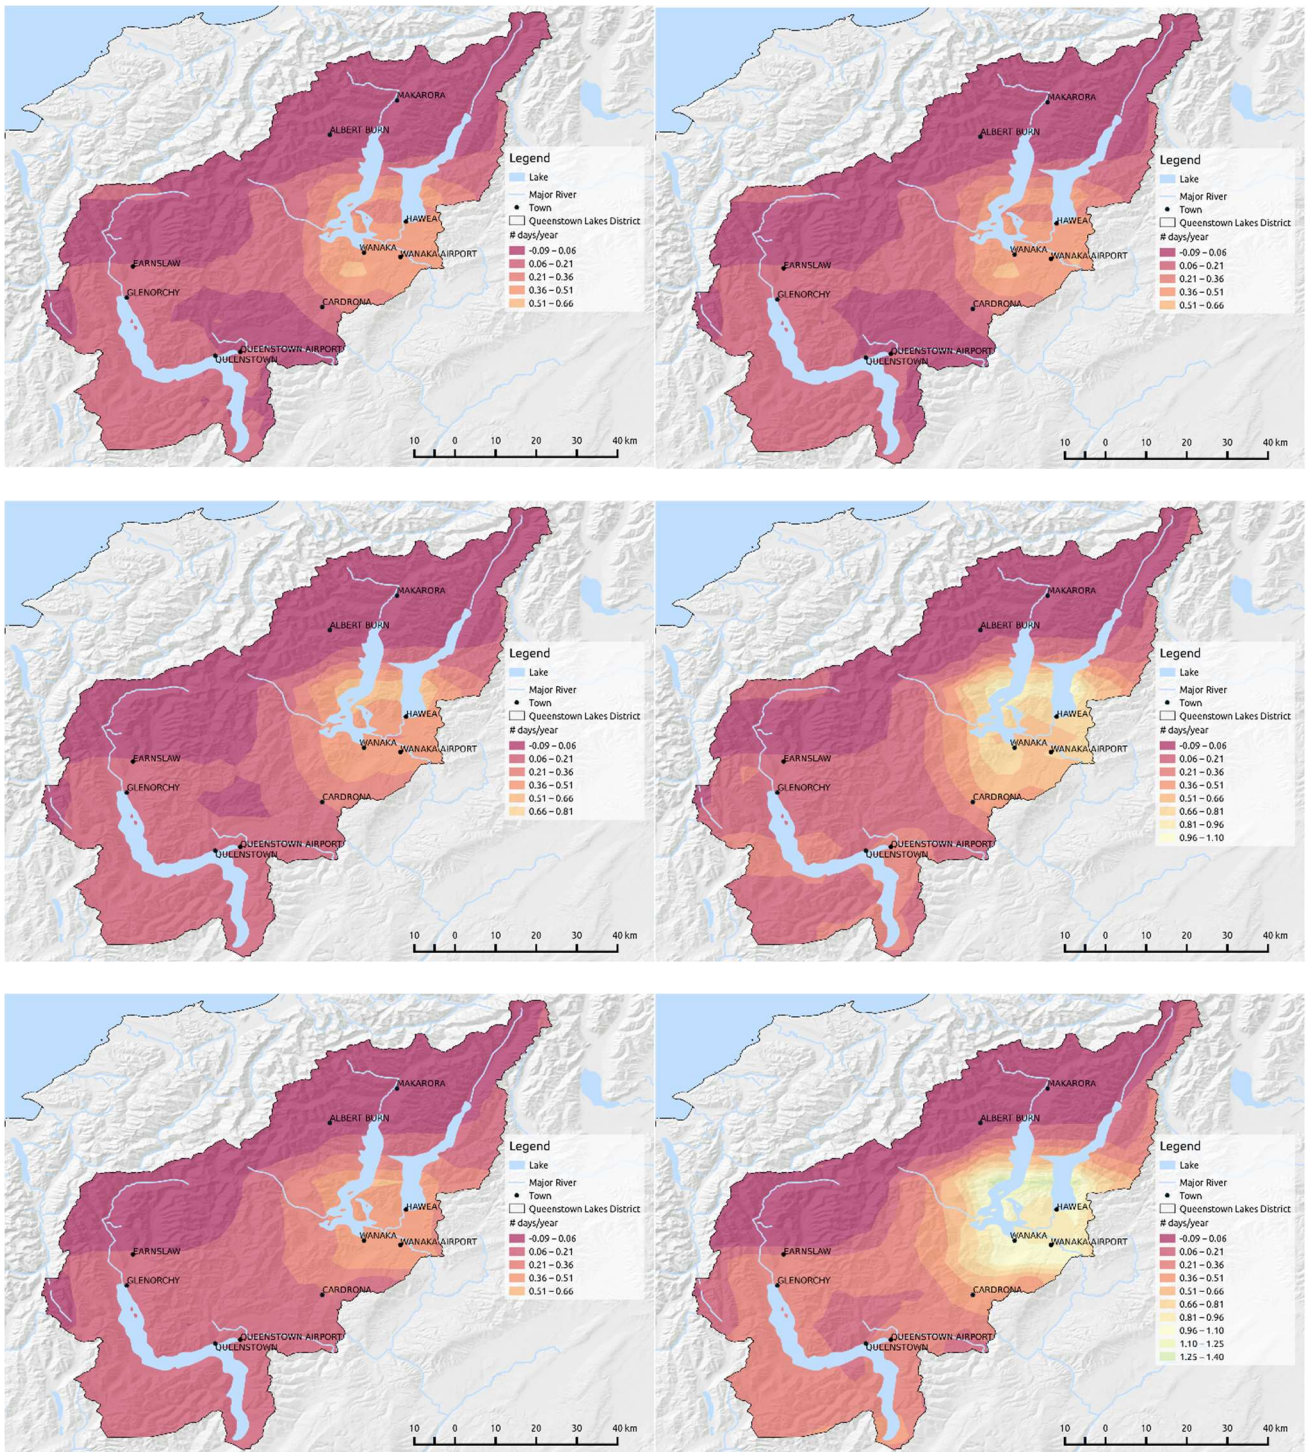 MAKARORA
ALBERT BURN
Legend
Lake
Major River
Town
Queenstown Lakes District
# days/year
-0.09 – 0.06
0.06 – 0.21
0.21 – 0.36
0.36 – 0.51
0.51 – 0.66
HAWEA
WANAKA
WANAKA AIRPORT
EARNSLAW
GLENORCHY
CARDRONA
QUEENSTOWN AIRPORT
QUEENSTOWN
10 0 10 20 30 40 km
MAKARORA
ALBERT BURN
Legend
Lake
Major River
Town
Queenstown Lakes District
# days/year
-0.09 – 0.06
0.06 – 0.21
0.21 – 0.36
0.36 – 0.51
0.51 – 0.66
HAWEA
WANAKA
WANAKA AIRPORT
EARNSLAW
GLENORCHY
CARDRONA
QUEENSTOWN AIRPORT
QUEENSTOWN
10 0 10 20 30 40 km
MAKARORA
ALBERT BURN
Legend
Lake
Major River
Town
Queenstown Lakes District
# days/year
-0.09 – 0.06
0.06 – 0.21
0.21 – 0.36
0.36 – 0.51
0.51 – 0.66
0.66 – 0.81
HAWEA
WANAKA
WANAKA AIRPORT
EARNSLAW
GLENORCHY
CARDRONA
QUEENSTOWN AIRPORT
QUEENSTOWN
10 0 10 20 30 40 km
MAKARORA
ALBERT BURN
Legend
Lake
Major River
Town
Queenstown Lakes District
# days/year
-0.09 – 0.06
0.06 – 0.21
0.21 – 0.36
0.36 – 0.51
0.51 – 0.66
0.66 – 0.81
0.81 – 0.96
0.96 – 1.10
HAWEA
WANAKA
WANAKA AIRPORT
EARNSLAW
GLENORCHY
CARDRONA
QUEENSTOWN AIRPORT
QUEENSTOWN
10 0 10 20 30 40 km
MAKARORA
ALBERT BURN
Legend
Lake
Major River
Town
Queenstown Lakes District
# days/year
-0.09 – 0.06
0.06 – 0.21
0.21 – 0.36
0.36 – 0.51
0.51 – 0.66
HAWEA
WANAKA
WANAKA AIRPORT
EARNSLAW
GLENORCHY
CARDRONA
QUEENSTOWN AIRPORT
QUEENSTOWN
10 0 10 20 30 40 km
MAKARORA
ALBERT BURN
Legend
Lake
Major River
Town
Queenstown Lakes District
# days/year
-0.09 – 0.06
0.06 – 0.21
0.21 – 0.36
0.36 – 0.51
0.51 – 0.66
0.66 – 0.81
0.81 – 0.96
0.96 – 1.10
1.10 – 1.25
1.25 – 1.40
HAWEA
WANAKA
WANAKA AIRPORT
EARNSLAW
GLENORCHY
CARDRONA
QUEENSTOWN AIRPORT
QUEENSTOWN
10 0 10 20 30 40 km